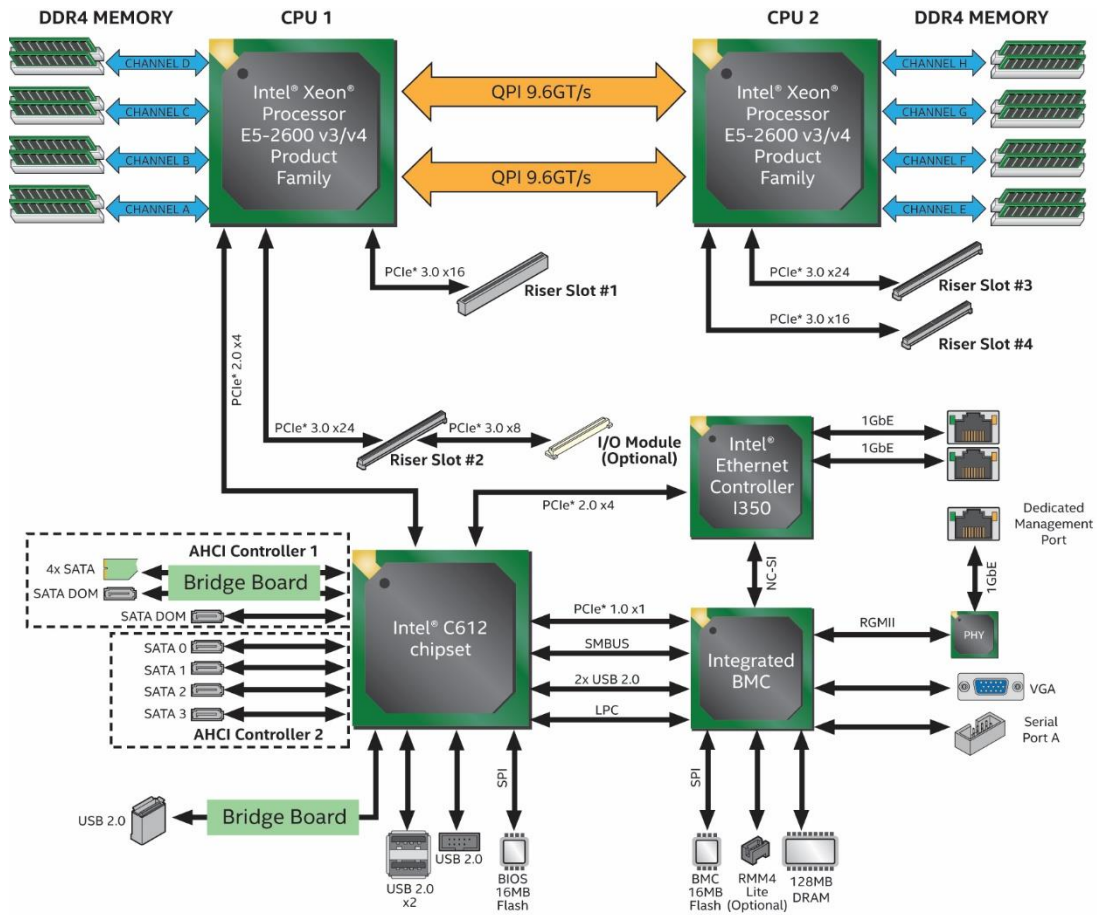 DDR4 MEMORY
CPU 1
CPU 2
DDR4 MEMORY
CHANNEL D
CHANNEL C
CHANNEL B
CHANNEL A
Intel® Xeon®
Processor
E5-2600 v3/v4
Product
Family
QPI 9.6GT/s
QPI 9.6GT/s
Intel® Xeon®
Processor
E5-2600 v3/v4
Product
Family
CHANNEL H
CHANNEL G
CHANNEL F
CHANNEL E
PCIe* 3.0 x16
Riser Slot #1
PCIe* 3.0 x24
Riser Slot #3
PCIe* 3.0 x16
Riser Slot #4
PCIe* 2.0 x4
PCIe* 3.0 x24
Riser Slot #2
PCIe* 3.0 x8
I/O Module
(Optional)
PCIe* 2.0 x4
Intel®
Ethernet
Controller
I350
1GbE
1GbE
Dedicated
Management
Port
1GbE
NC-SI
AHCI Controller 1
4x SATA
Bridge Board
SATA DOM
SATA DOM
SATA 0
SATA 1
SATA 2
SATA 3
AHCI Controller 2
Intel® C612
chipset
PCIe* 1.0 x1
SMBUS
2x USB 2.0
LPC
Integrated
BMC
RGMII
PHY
VGA
Serial
Port A
USB 2.0
Bridge Board
USB 2.0
x2
USB 2.0
SPI
BIOS
16MB
Flash
SPI
BMC
16MB
Flash
RMM4
Lite
(Optional)
128MB
DRAM